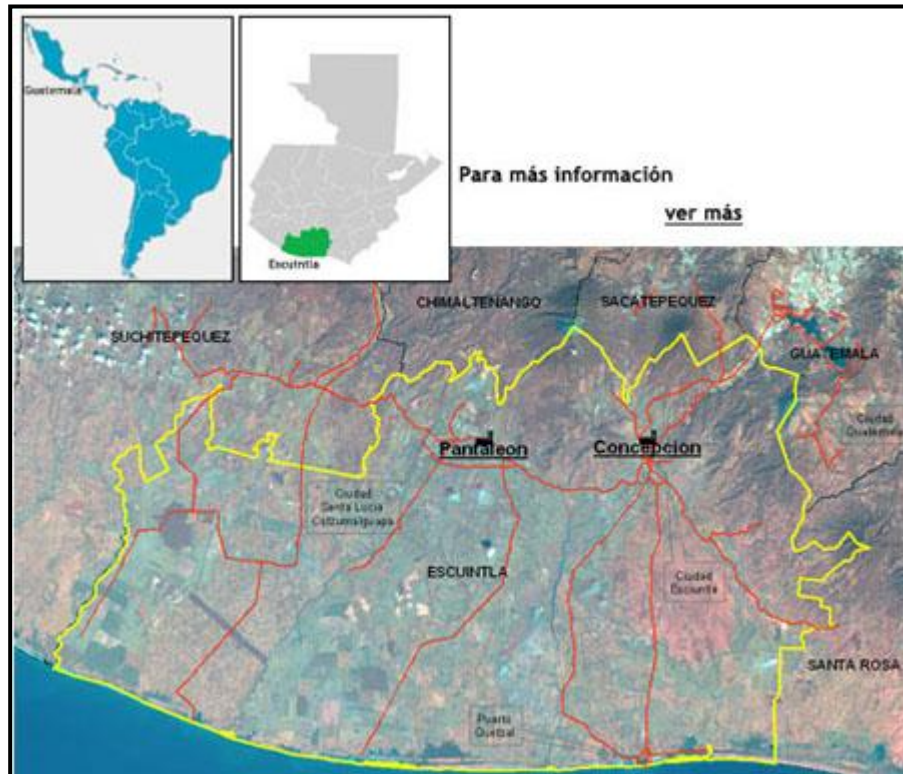 Guatemala
Escuintla
Para más información
ver más
CHIMALTENANGO
SACATEPEQUEZ
SUCHITEPEQUEZ
GUATEMALA
Ciudad
Guatemala
Pantaleon
Concepción
Ciudad
Santa Lucia
Cotzumalguapa
ESCUINTLA
Ciudad
Escuintla
SANTA ROSA
Puerto
Quetzal